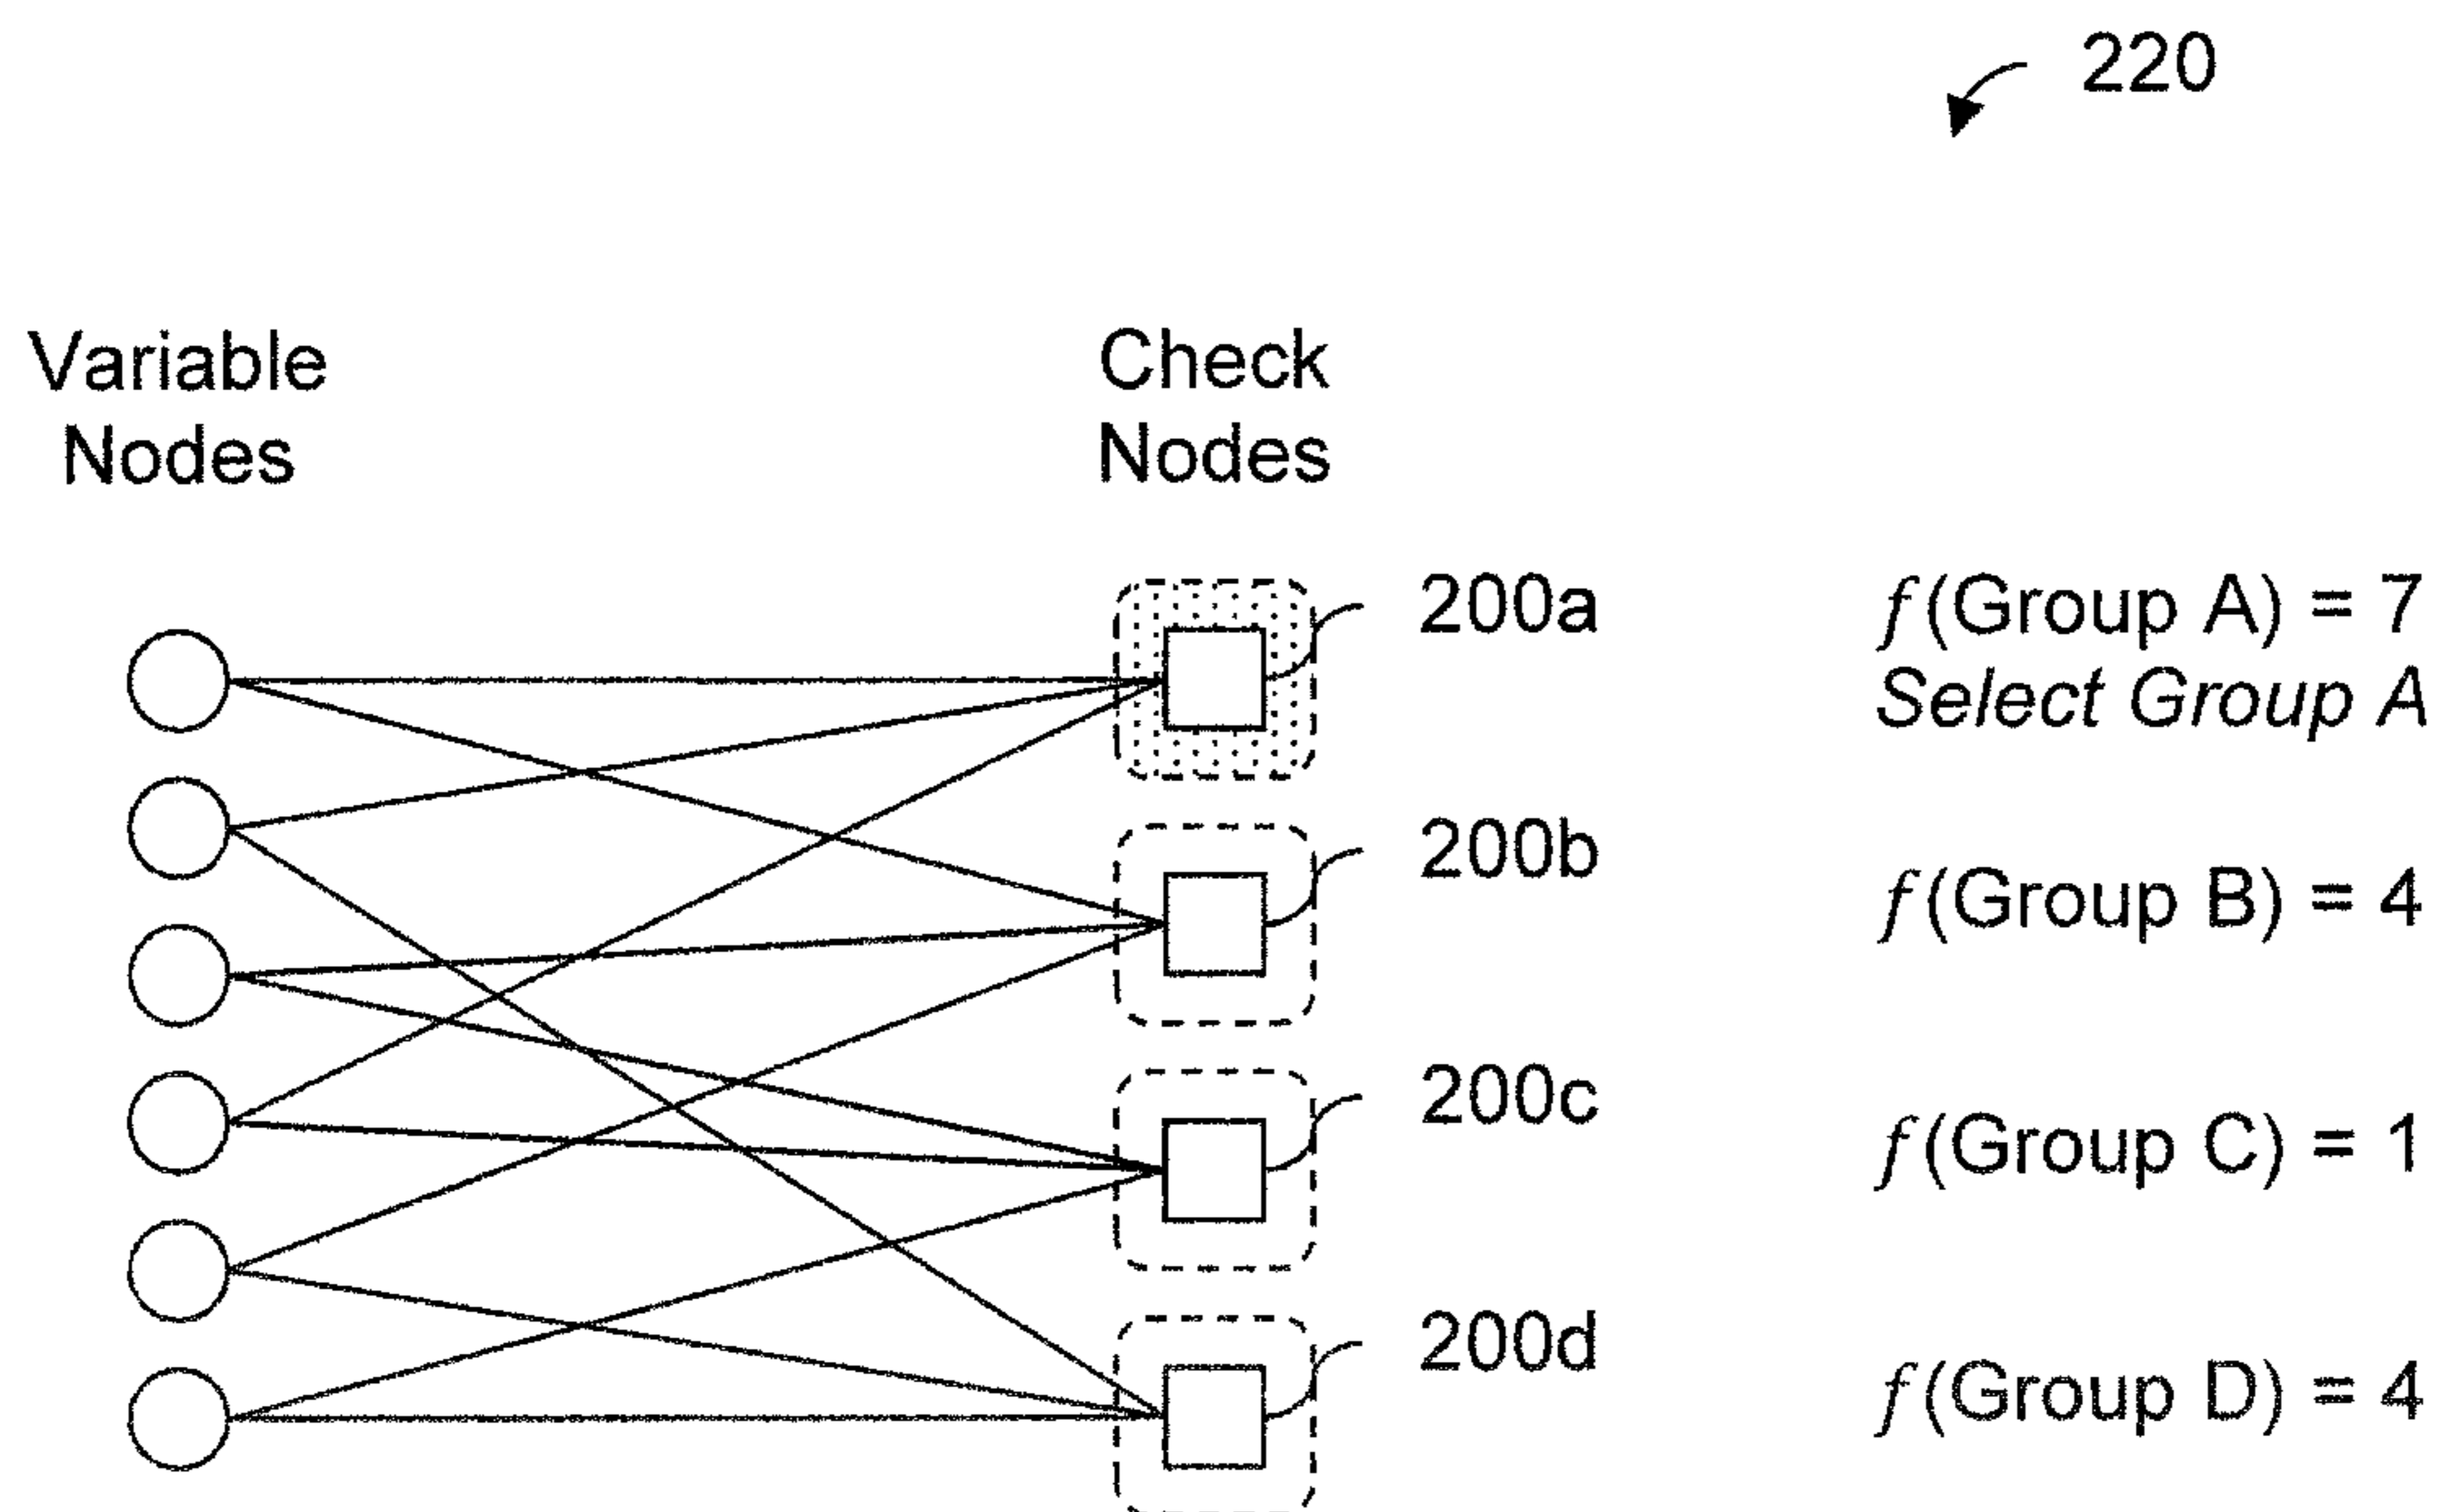 220
Variable
Nodes
Check
Nodes
200a
f(Group A) = 7
Select Group A
200b
f(Group B) = 4
200c
f(Group C) = 1
200d
f(Group D) = 4